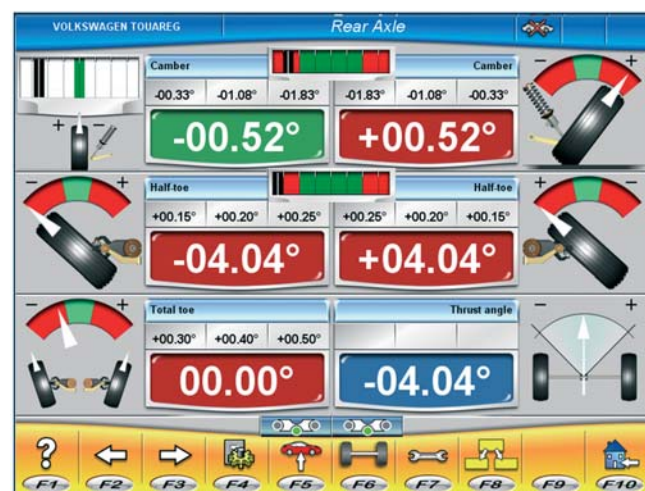 VOLKSWAGEN TOUAREG
Rear Axle
Camber
Camber
-00.33° -01.08° -01.83° -01.83° -01.08° -00.33°
-00.52° +00.52°
+ -
- +
- +
Half-toe
Half-toe
+ -
+00.15° +00.20° +00.25° +00.25° +00.20° +00.15°
-04.04° +04.04°
- +
Total toe
Thrust angle
- +
+00.30° +00.40° +00.50°
00.00° -04.04°
?
F1 F2 F3 F4 F5 F6 F7 F8 F9 F10